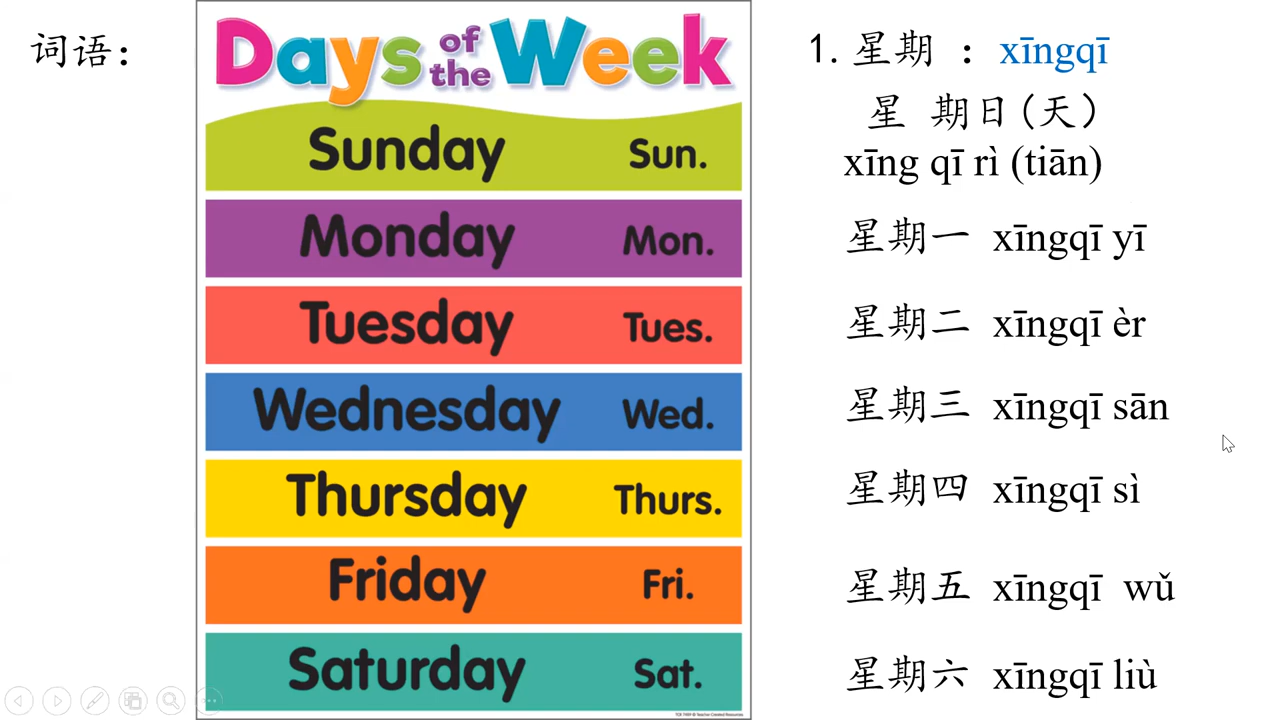 词语：
Days of the Week
Sunday Sun.
Monday Mon.
Tuesday Tues.
Wednesday Wed.
Thursday Thurs.
Friday Fri.
Saturday Sat.
1. 星期 ： xīngqī
星 期日(天)
xīng qī rì (tiān)
星期一 xīngqī yī
星期二 xīngqī èr
星期三 xīngqī sān
星期四 xīngqī sì
星期五 xīngqī wǔ
星期六 xīngqī liù